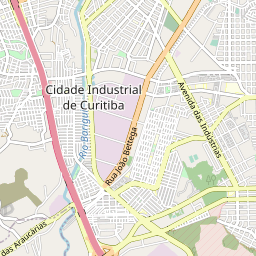 Cidade Industrial
de Curitiba
Avenida das Indústrias
Rio Barigui
Rua João Bettega
das Araucárias